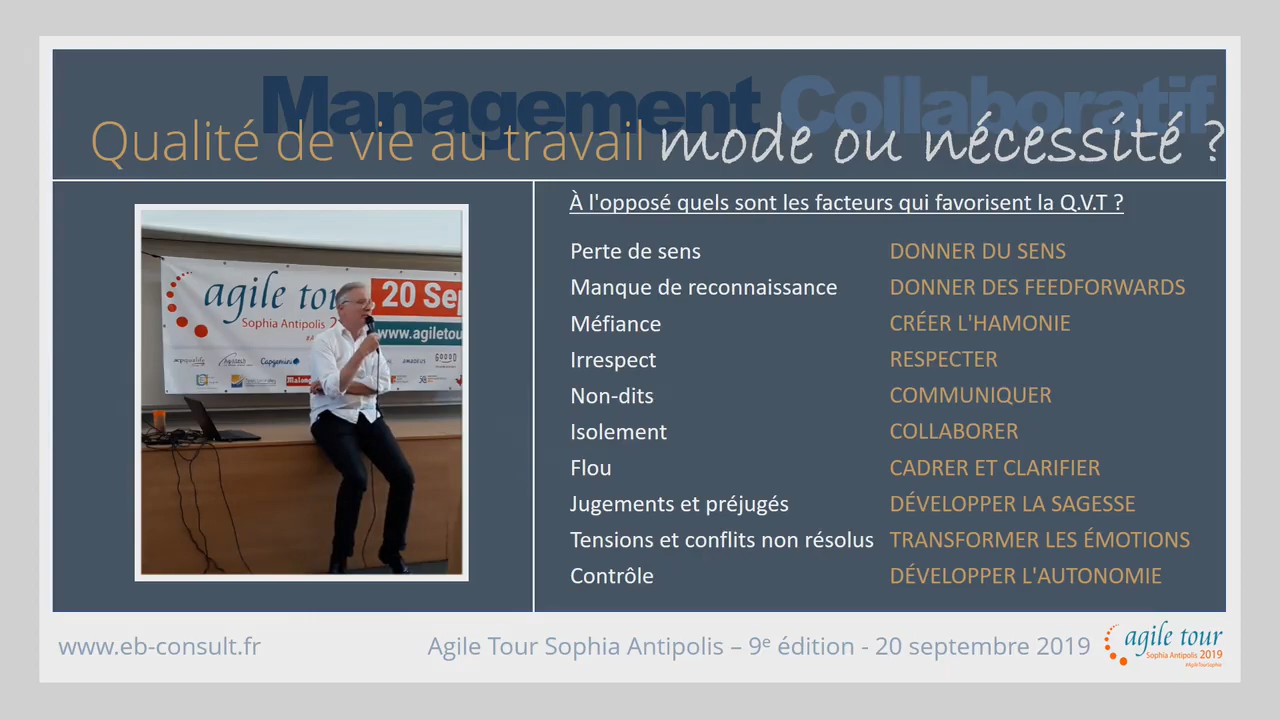 Management Collaboratif
Qualité de vie au travail mode ou nécessité ?
agile tour
20 Sep
Sophia Antipolis
www.agiletou
Capgemini
amadeus
Malong
À l'opposé quels sont les facteurs qui favorisent la Q.V.T ?
Perte de sens DONNER DU SENS
Manque de reconnaissance DONNER DES FEEDFORWARDS
Méfiance CRÉER L'HAMONIE
Irrespect RESPECTER
Non-dits COMMUNIQUER
Isolement COLLABORER
Flou CADRER ET CLARIFIER
Jugements et préjugés DÉVELOPPER LA SAGESSE
Tensions et conflits non résolus TRANSFORMER LES ÉMOTIONS
Contrôle DÉVELOPPER L'AUTONOMIE
www.eb-consult.fr
Agile Tour Sophia Antipolis – 9e édition - 20 septembre 2019
agile tour
Sophia Antipolis 2019
#AgileTourSophia